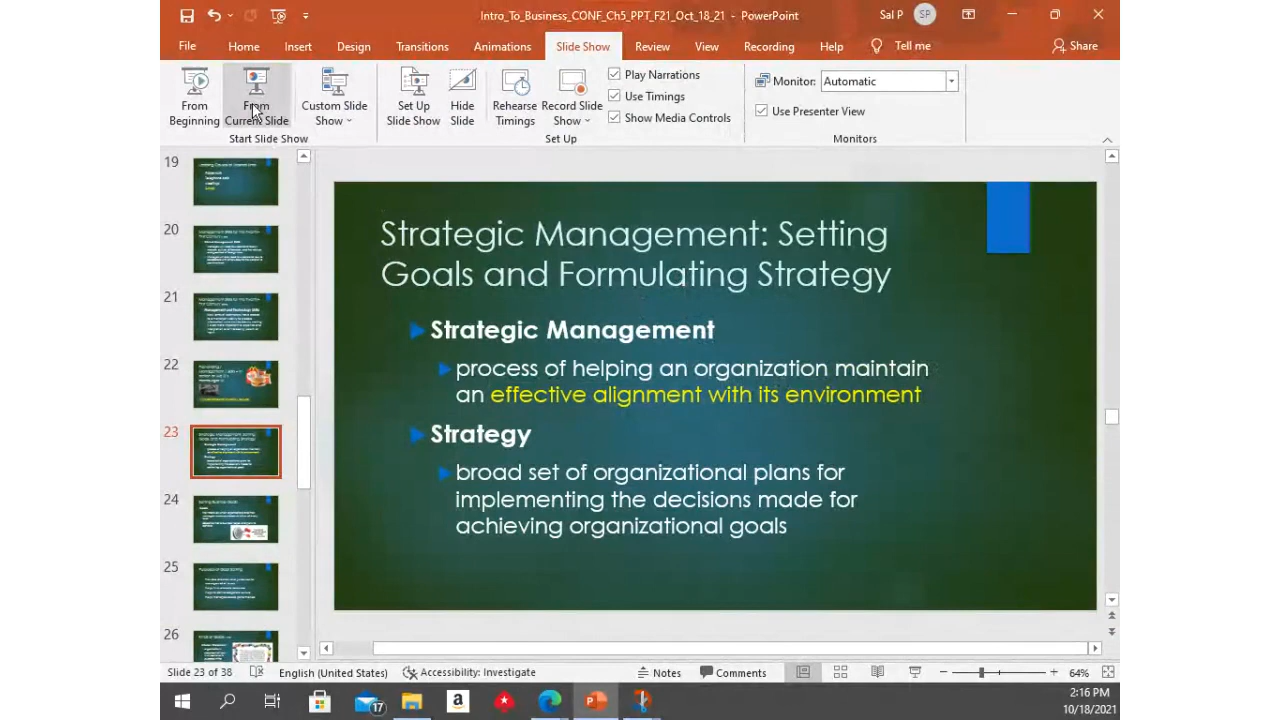 Intro_To_Business_CONF_Ch5_PPT_F21_Oct_18_21 - PowerPoint
Sal P
SP
File Home Insert Design Transitions Animations Slide Show Review View Recording Help Tell me Share
From Beginning
From Current Slide
Custom Slide Show
Start Slide Show
Set Up Slide Show
Hide Slide
Rehearse Timings
Record Slide Show
Play Narrations
Use Timings
Show Media Controls
Set Up
Monitor: Automatic
Use Presenter View
Monitors
19
20
21
22
23
24
25
26
Strategic Management: Setting
Goals and Formulating Strategy
Strategic Management
process of helping an organization maintain
an effective alignment with its environment
Strategy
broad set of organizational plans for
implementing the decisions made for
achieving organizational goals
Slide 23 of 38 English (United States) Accessibility: Investigate Notes Comments 64%
17
a
P
2:16 PM
10/18/2021